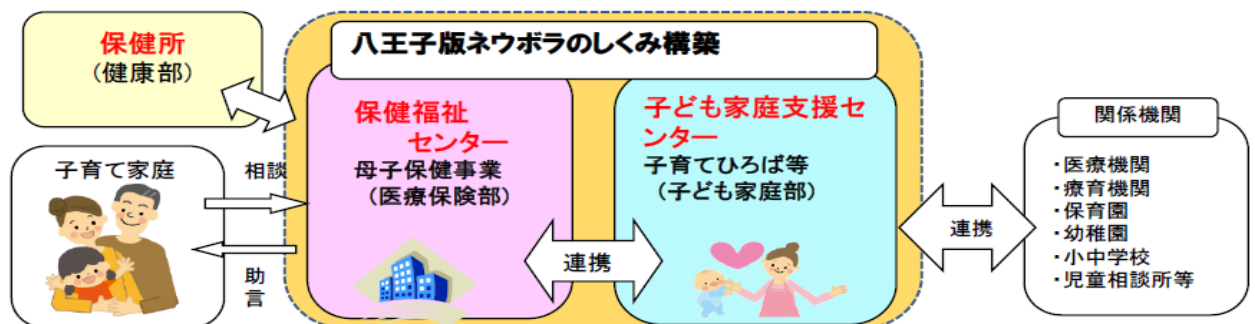 八王子版ネウボラのしくみ構築
保健所
(健康部)
子育て家庭
相談
助言
保健福祉
センター
母子保健事業
(医療保険部)
連携
子ども家庭支援セ
ンター
子育てひろば等
(子ども家庭部)
連携
関係機関
・医療機関
・療育機関
・保育園
・幼稚園
・小中学校
・児童相談所等